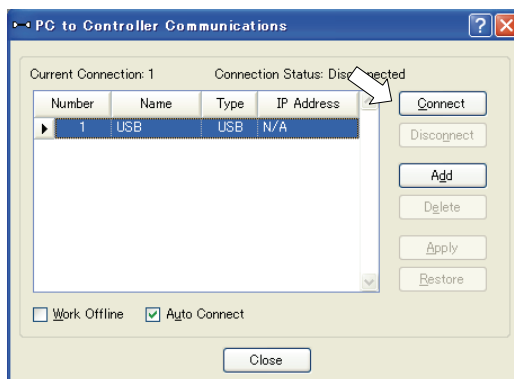 PC to Controller Communications
Current Connection: 1 Connection Status: Disconnected
Number Name Type IP Address
1 USB USB N/A
Connect
Disconnect
Add
Delete
Apply
Restore
Work Offline Auto Connect
Close